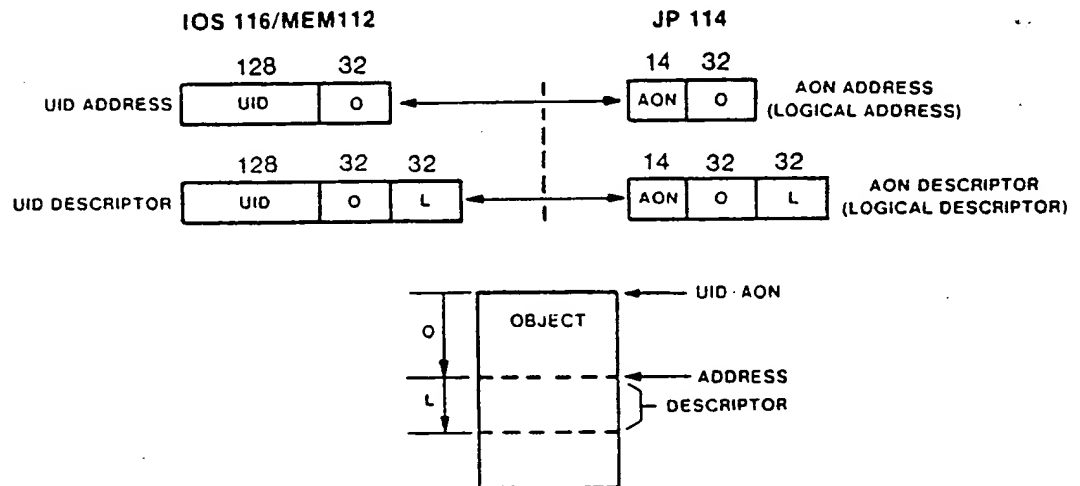 IOS 116/MEM112 JP 114
128 32 14 32
UID ADDRESS UID O AON O AON ADDRESS
(LOGICAL ADDRESS)
128 32 32 14 32 32
UID DESCRIPTOR UID O L AON O L AON DESCRIPTOR
(LOGICAL DESCRIPTOR)
UID·AON
OBJECT
O
ADDRESS
L
DESCRIPTOR